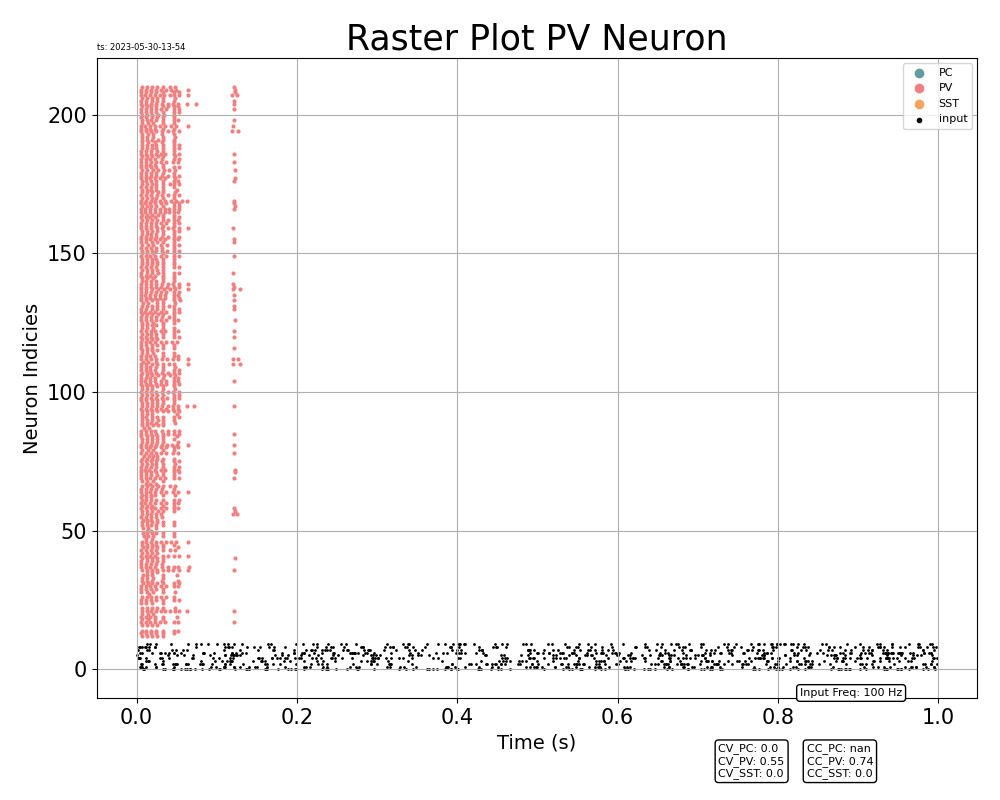 Raster Plot PV Neuron
ts: 2023-05-30-13-54
PC
PV
SST
input
200
150
100
50
0
Neuron Indicies
0.0 0.2 0.4 0.6 0.8 1.0
Input Freq: 100 Hz
Time (s)
CV_PC: 0.0
CV_PV: 0.55
CV_SST: 0.0
CC_PC: nan
CC_PV: 0.74
CC_SST: 0.0